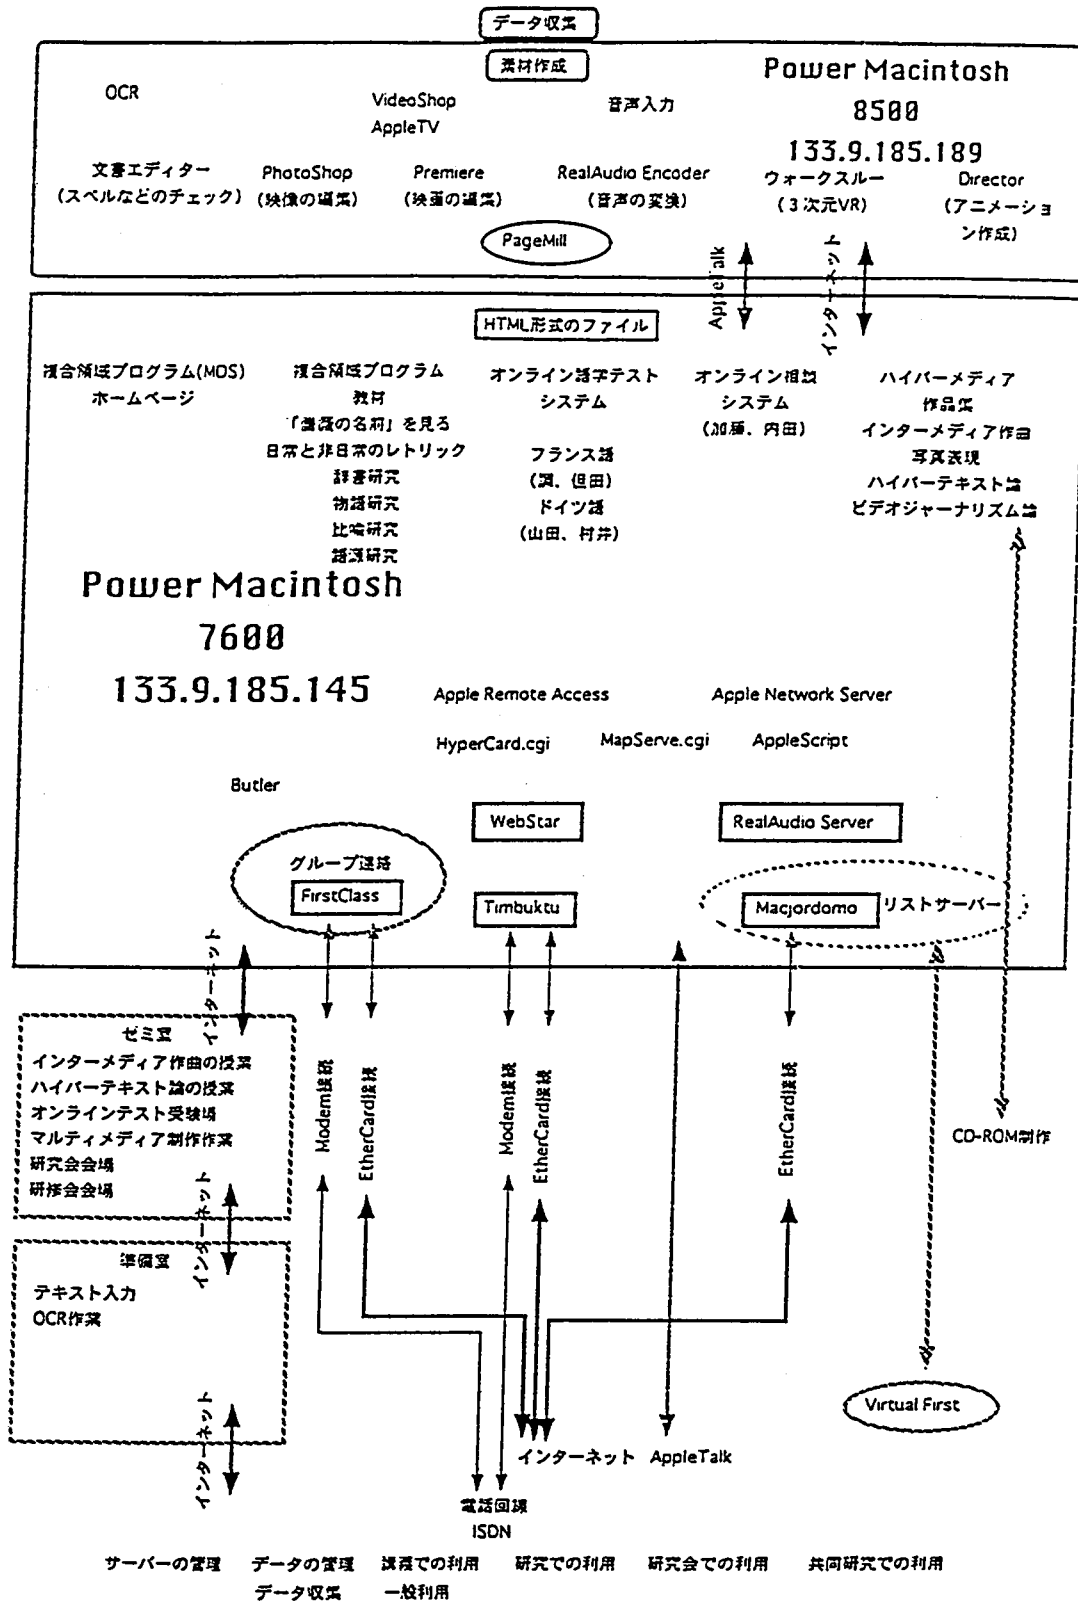 データ収集
素材作成
Power Macintosh
8500
133.9.185.189
OCR
VideoShop
AppleTV
音声入力
文書エディター
(スペルなどのチェック)
PhotoShop
(映像の編集)
Premiere
(映画の編集)
RealAudio Encoder
(音声の変換)
ウォークスルー
(3次元VR)
Director
(アニメーショ
ン作成)
PageMill
AppleTalk
インターネット
HTML形式のファイル
複合領域プログラム(MDS)
ホームページ
複合領域プログラム
教材
「薔薇の名前」を見る
日常と非日常のレトリック
辞書研究
物語研究
比喩研究
語源研究
オンライン語学テスト
システム
フランス語
(調、但田)
ドイツ語
(山田、村井)
オンライン相談
システム
(加藤、内田)
ハイパーメディア
作品集
インターメディア作曲
写真表現
ハイパーテキスト論
ビデオジャーナリズム論
Power Macintosh
7600
133.9.185.145
Apple Remote Access
Apple Network Server
HyperCard.cgi
MapServe.cgi
AppleScript
Butler
WebStar
RealAudio Server
グループ連絡
FirstClass
Timbuktu
Macjordomo
リストサーバー
インターネット
ゼミ室
インターメディア作曲の授業
ハイパーテキスト論の授業
オンラインテスト受験場
マルティメディア制作作業
研究会会場
研修会会場
Modem接続
EtherCard接続
Modem接続
EtherCard接続
EtherCard接続
CD-ROM制作
インターネット
準備室
テキスト入力
OCR作業
インターネット
Virtual First
インターネット
AppleTalk
電話回線
ISDN
サーバーの管理
データの管理
データ収集
講義での利用
一般利用
研究での利用
研究会での利用
共同研究での利用